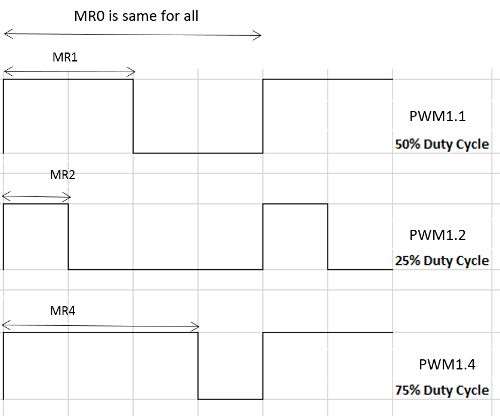 MR0 is same for all
MR1
PWM1.1
50% Duty Cycle
MR2
PWM1.2
25% Duty Cycle
MR4
PWM1.4
75% Duty Cycle